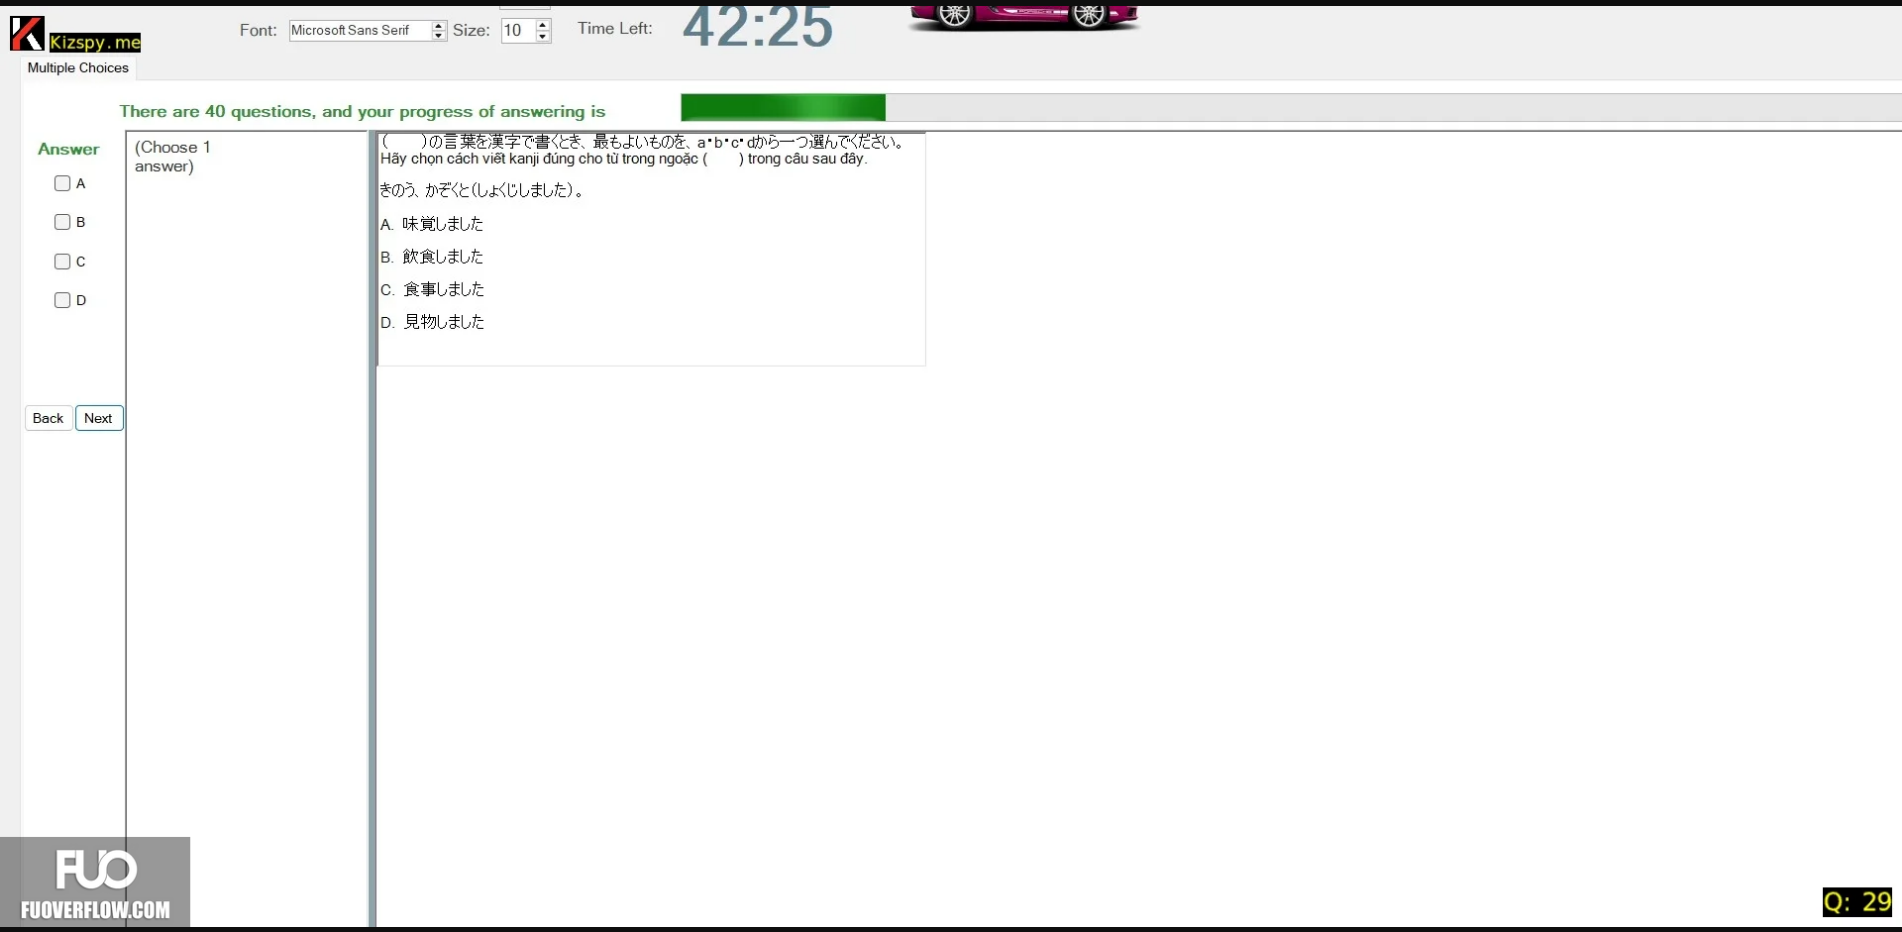 Kizspy.me
Font: Microsoft Sans Serif Size: 10 Time Left: 42:25
Multiple Choices
There are 40 questions, and your progress of answering is
Answer
(Choose 1
answer)
A
B
C
D
Back Next
(　　)の言葉を漢字で書くとき、最もよいものを、a・b・c・dから一つ選んでください。
Hãy chọn cách viết kanji đúng cho từ trong ngoặc (　　) trong câu sau đây.
きのう、かぞくと(しょくじしました)。
A. 味覚しました
B. 飲食しました
C. 食事しました
D. 見物しました
FUO
FUOVERFLOW.COM
Q: 29